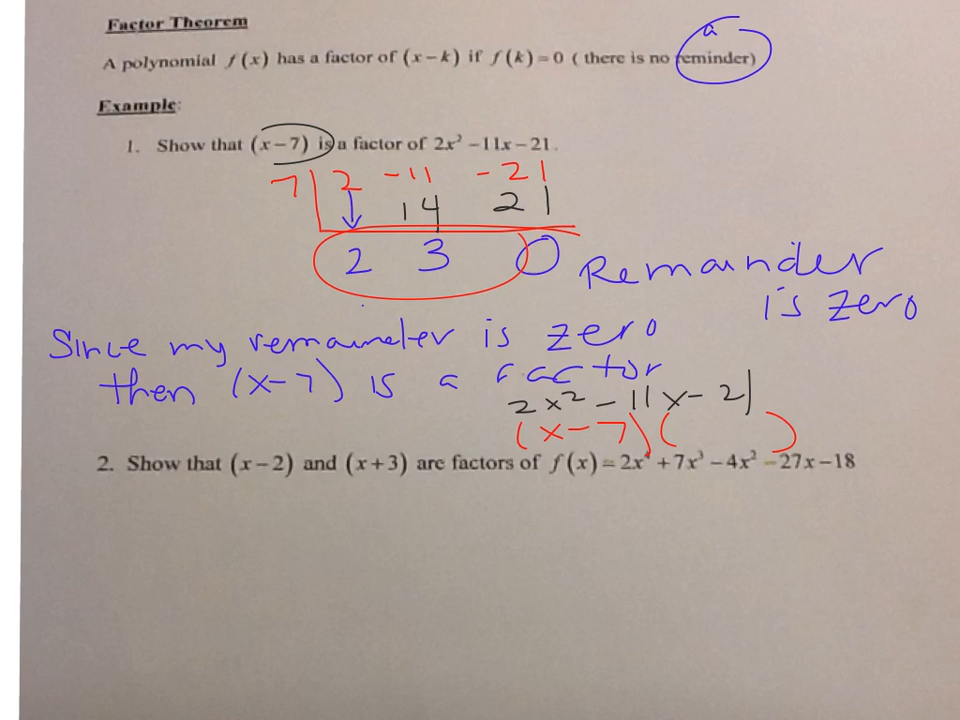 Factor Theorem
a
A polynomial f(x) has a factor of (x−k) if f(k)=0 ( there is no reminder)
Example:
1. Show that (x−7) is a factor of 2x² −11x−21.
7 2 -11 -21
14 21
2 3 0 Remainder
is zero
Since my remainder is zero
then (x-7) is a factor
2x² - 11x - 21
(x-7)( )
2. Show that (x−2) and (x+3) are factors of f(x)=2x⁴+7x³−4x²−27x−18